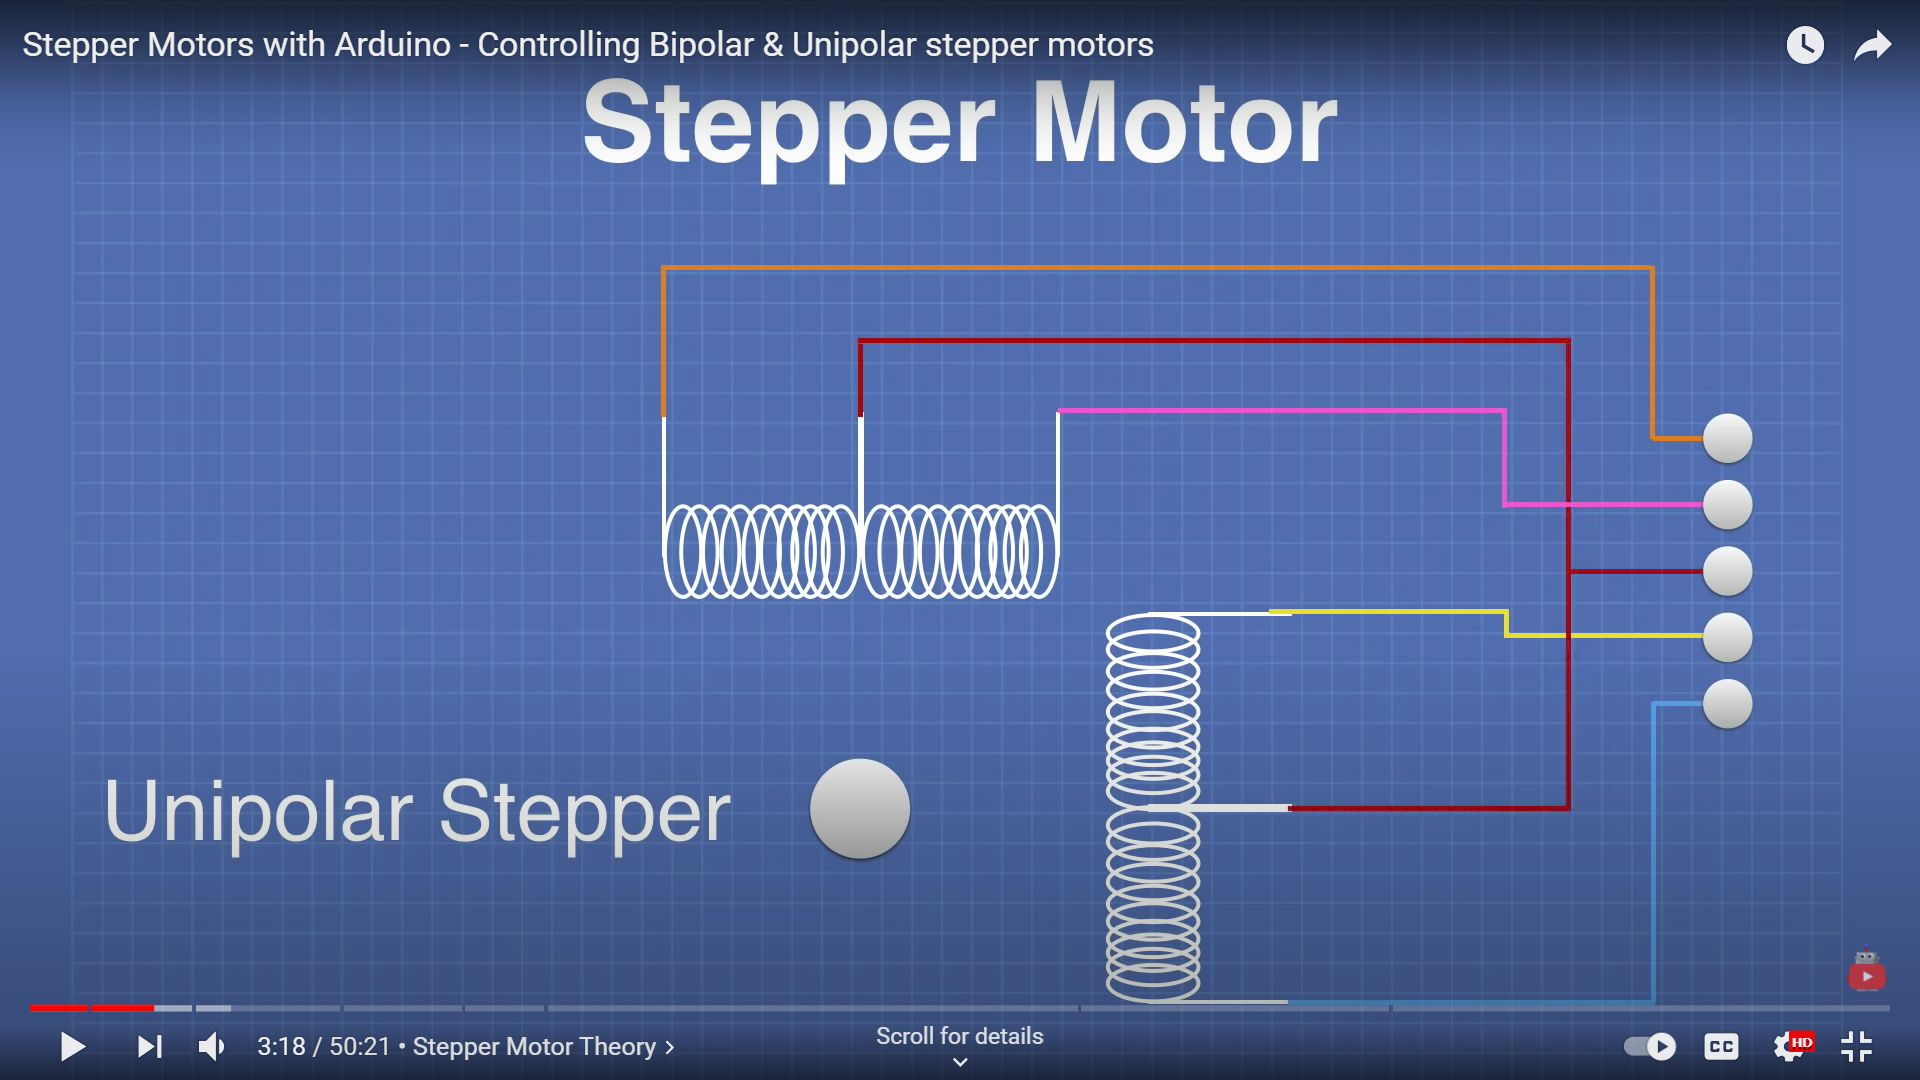 Stepper Motors with Arduino - Controlling Bipolar & Unipolar stepper motors
Stepper Motor
Unipolar Stepper
3:18 / 50:21 • Stepper Motor Theory
Scroll for details
CC
HD